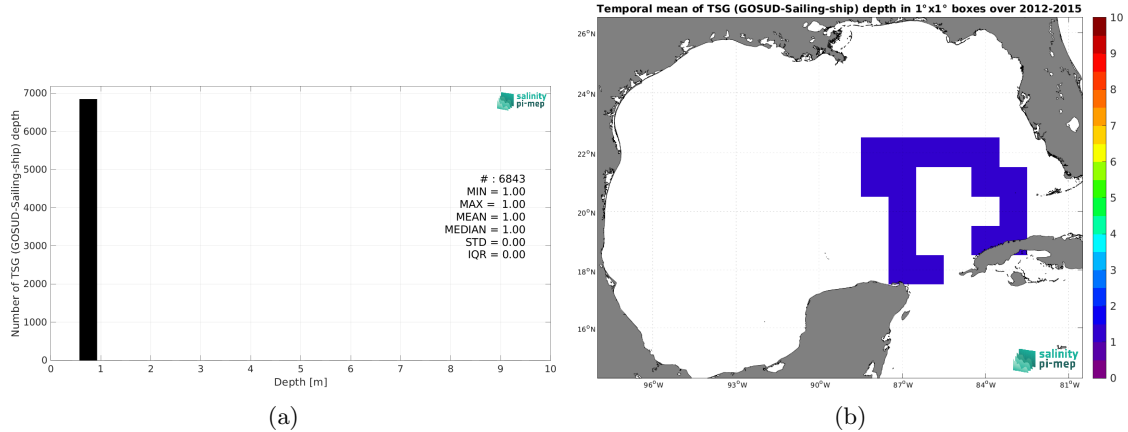 7000
6000
5000
4000
3000
2000
1000
0
Number of TSG (GOSUD-Sailing-ship) depth
salinity
pi-mep
# : 6843
MIN = 1.00
MAX = 1.00
MEAN = 1.00
MEDIAN = 1.00
STD = 0.00
IQR = 0.00
0 1 2 3 4 5 6 7 8 9 10
Depth [m]
(a)
Temporal mean of TSG (GOSUD-Sailing-ship) depth in 1°x1° boxes over 2012-2015
26°N
24°N
22°N
20°N
18°N
16°N
96°W 93°W 90°W 87°W 84°W 81°W
salinity
pi-mep
10
9
8
7
6
5
4
3
2
1
0
(b)